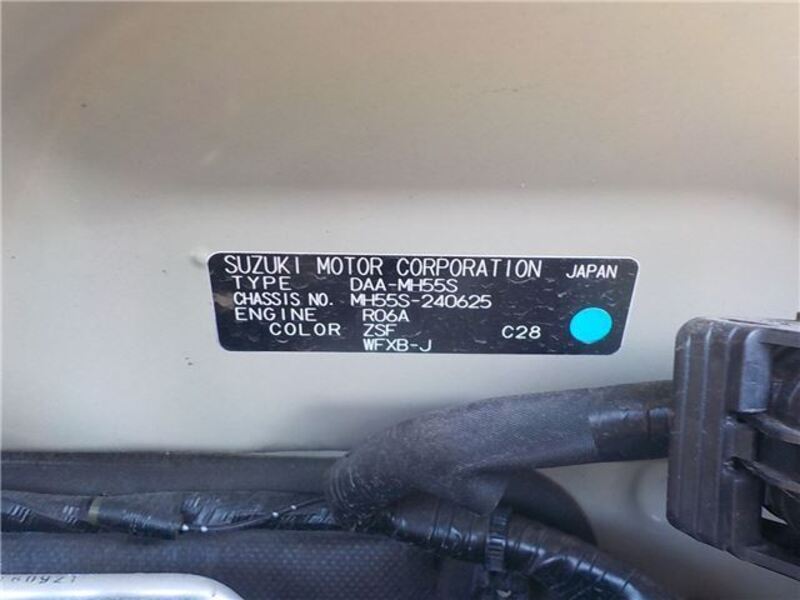 SUZUKI MOTOR CORPORATION JAPAN
TYPE DAA-MH55S
CHASSIS NO. MH55S-240625
ENGINE R06A
COLOR ZSF C28
WFXB-J